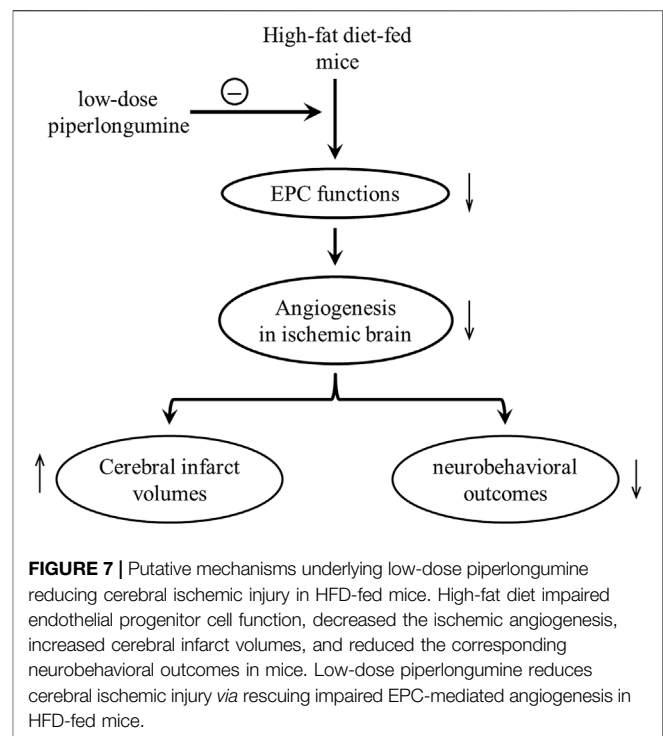 High-fat diet-fed
mice
low-dose
piperlongumine
−
EPC functions ↓
Angiogenesis
in ischemic brain ↓
↑ Cerebral infarct
volumes
neurobehavioral
outcomes ↓
FIGURE 7 | Putative mechanisms underlying low-dose piperlongumine
reducing cerebral ischemic injury in HFD-fed mice. High-fat diet impaired
endothelial progenitor cell function, decreased the ischemic angiogenesis,
increased cerebral infarct volumes, and reduced the corresponding
neurobehavioral outcomes in mice. Low-dose piperlongumine reduces
cerebral ischemic injury via rescuing impaired EPC-mediated angiogenesis in
HFD-fed mice.